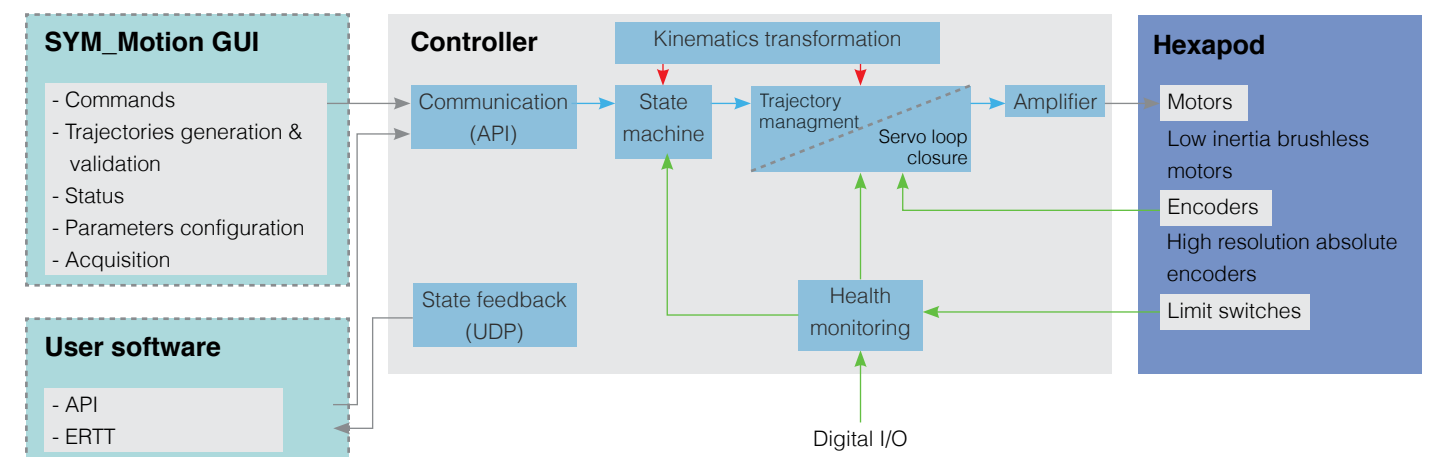 SYM_Motion GUI
- Commands
- Trajectories generation &
validation
- Status
- Parameters configuration
- Acquisition
User software
- API
- ERTT
Controller
Kinematics transformation
Communication
(API)
State
machine
Trajectory
managment
Servo loop
closure
Amplifier
State feedback
(UDP)
Health
monitoring
Digital I/O
Hexapod
Motors
Low inertia brushless
motors
Encoders
High resolution absolute
encoders
Limit switches